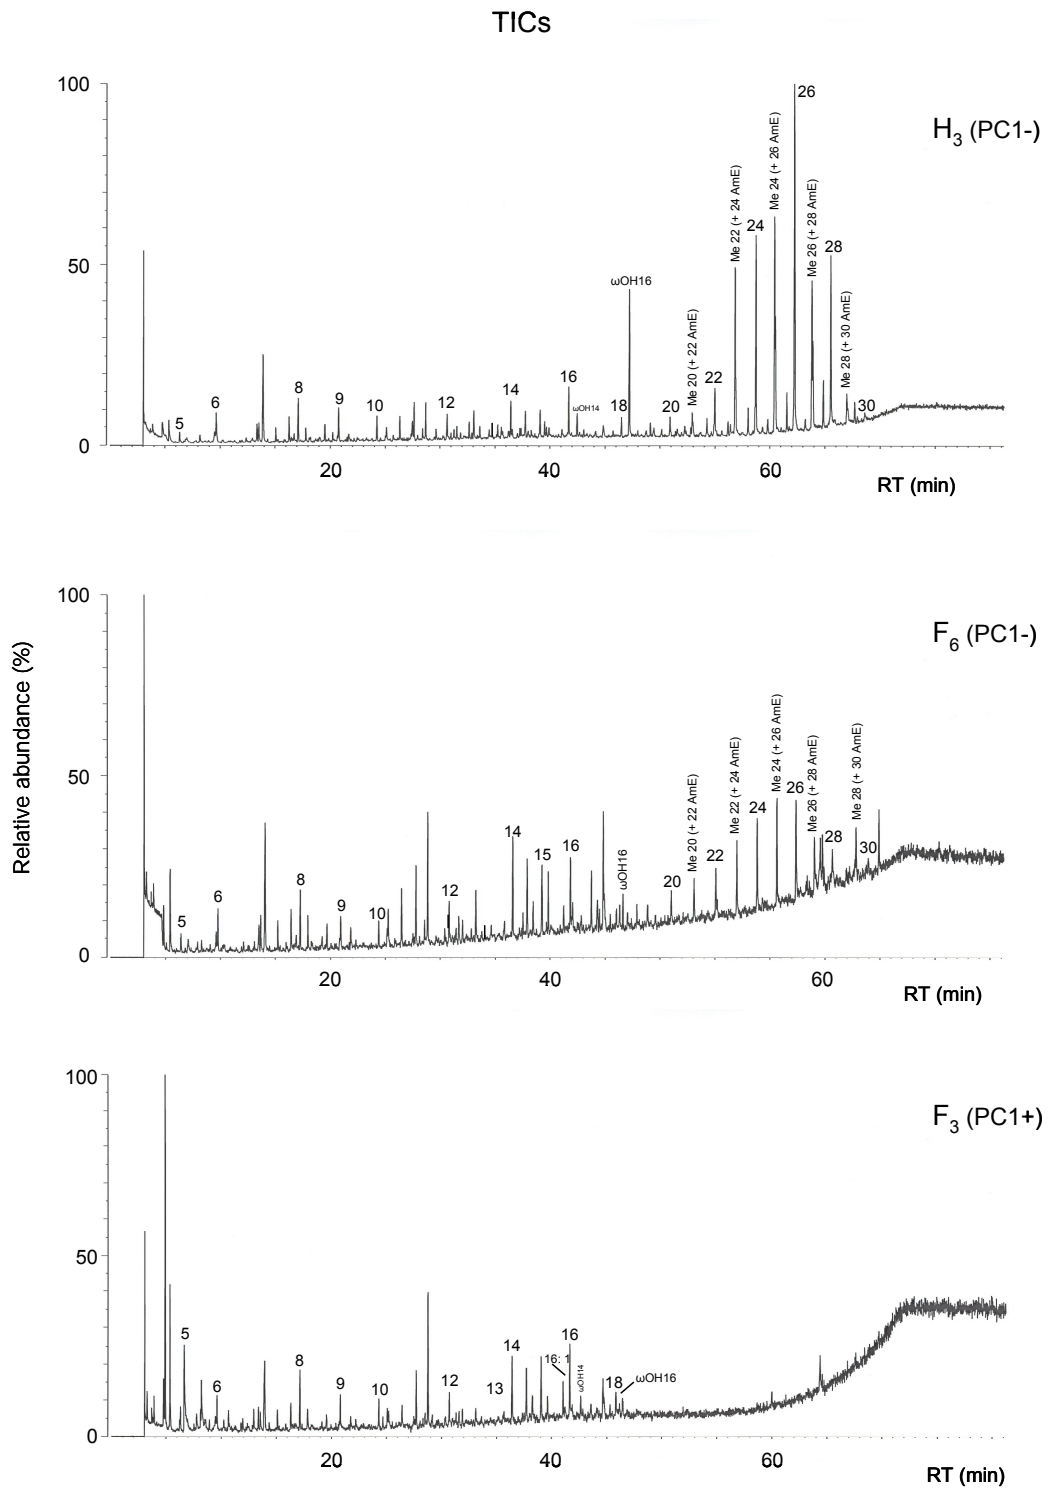 TICs
Relative abundance (%)
H3 (PC1-)
100
50
0
20
40
60
RT (min)
5
6
8
9
10
12
14
16
ωOH14
18
ωOH16
20
Me 20 (+ 22 AmE)
22
Me 22 (+ 24 AmE)
24
Me 24 (+ 26 AmE)
26
Me 26 (+ 28 AmE)
28
Me 28 (+ 30 AmE)
30
F6 (PC1-)
100
50
0
20
40
60
RT (min)
5
6
8
9
10
12
14
15
16
ωOH16
20
Me 20 (+ 22 AmE)
22
Me 22 (+ 24 AmE)
24
Me 24 (+ 26 AmE)
26
Me 26 (+ 28 AmE)
28
Me 28 (+ 30 AmE)
30
F3 (PC1+)
100
50
0
20
40
60
RT (min)
5
6
8
9
10
12
13
14
16: 1
16
ωOH14
18
ωOH16